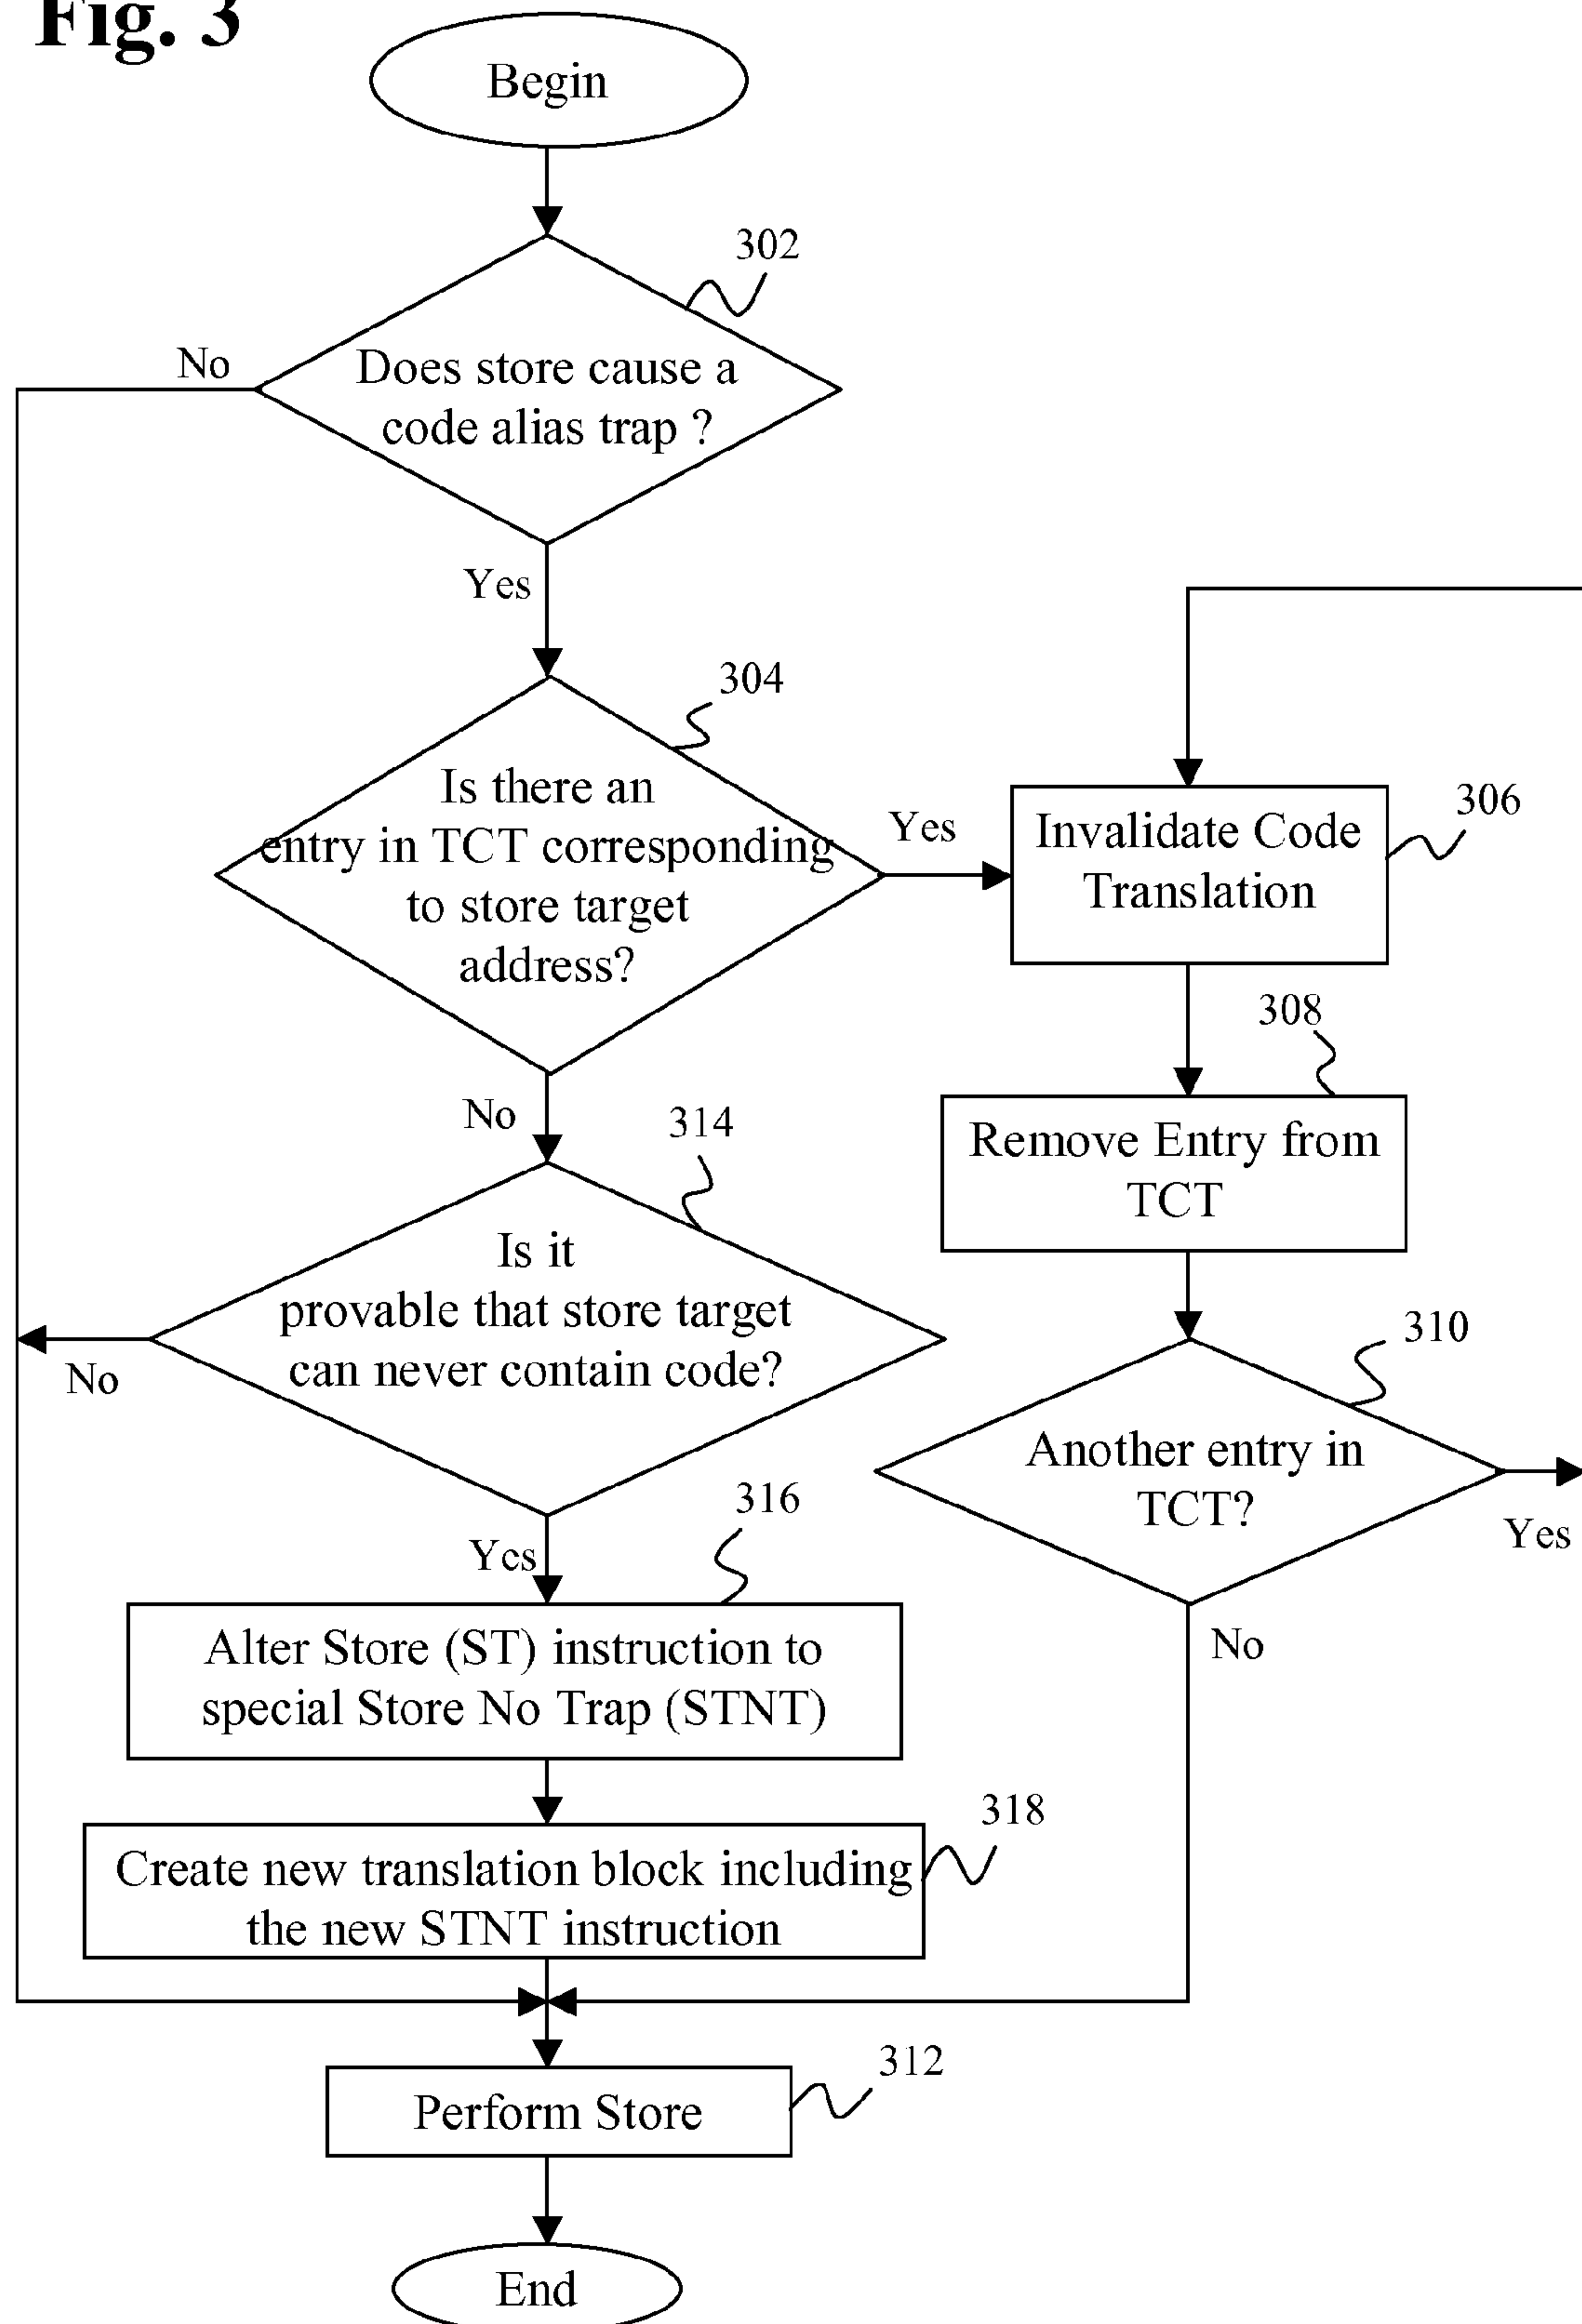 Fig. 3
Begin
302
No
Does store cause a
code alias trap ?
Yes
304
Is there an
entry in TCT corresponding
to store target
address?
Yes
Invalidate Code
Translation
306
308
Remove Entry from
TCT
No
314
Is it
provable that store target
can never contain code?
No
310
Another entry in
TCT?
Yes
No
Yes
316
Alter Store (ST) instruction to
special Store No Trap (STNT)
318
Create new translation block including
the new STNT instruction
312
Perform Store
End